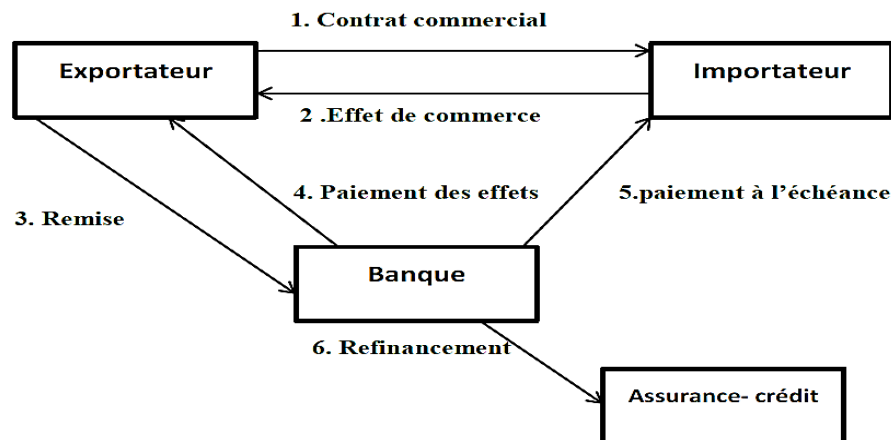 1. Contrat commercial
Exportateur
Importateur
2 .Effet de commerce
4. Paiement des effets
5.paiement à l’échéance
3. Remise
Banque
6. Refinancement
Assurance- crédit